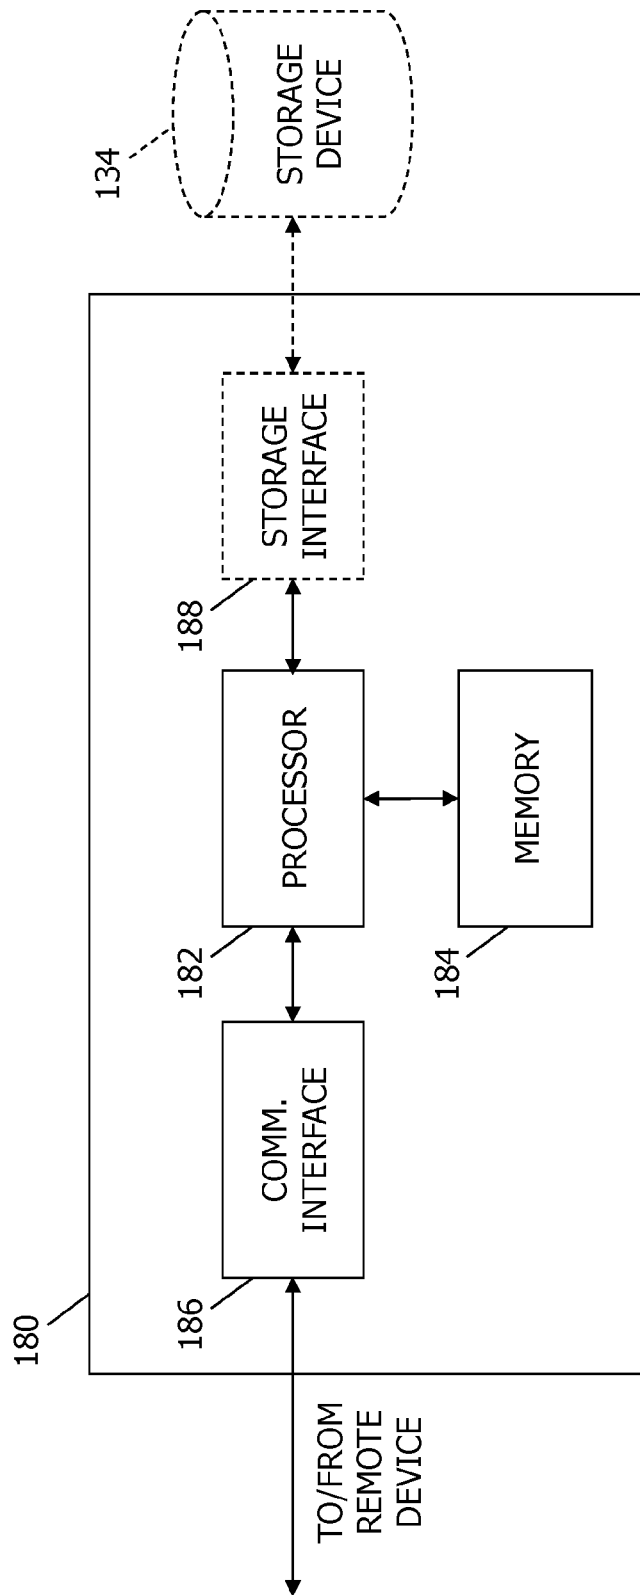 180
TO/FROM
REMOTE
DEVICE
186
COMM.
INTERFACE
182
PROCESSOR
184
MEMORY
188
STORAGE
INTERFACE
134
STORAGE
DEVICE